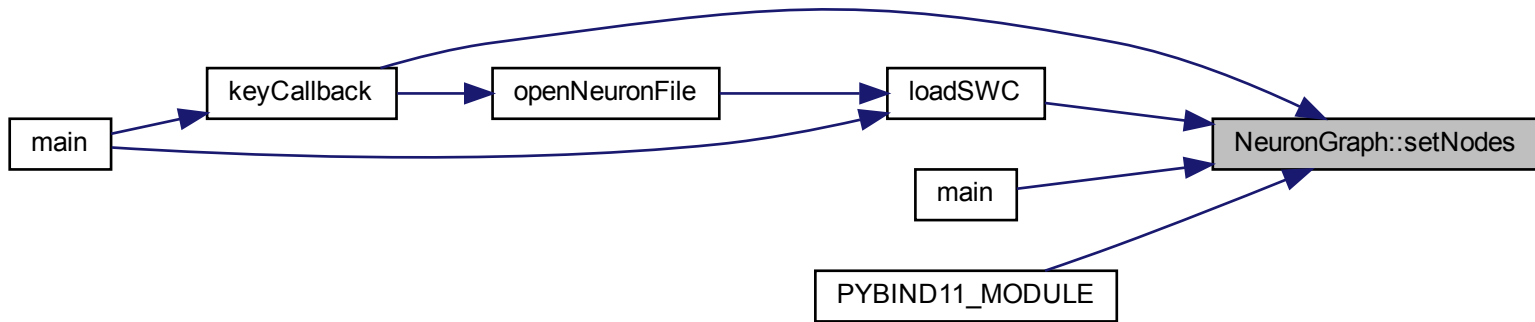 main
keyCallback
openNeuronFile
loadSWC
NeuronGraph::setNodes
main
PYBIND11_MODULE